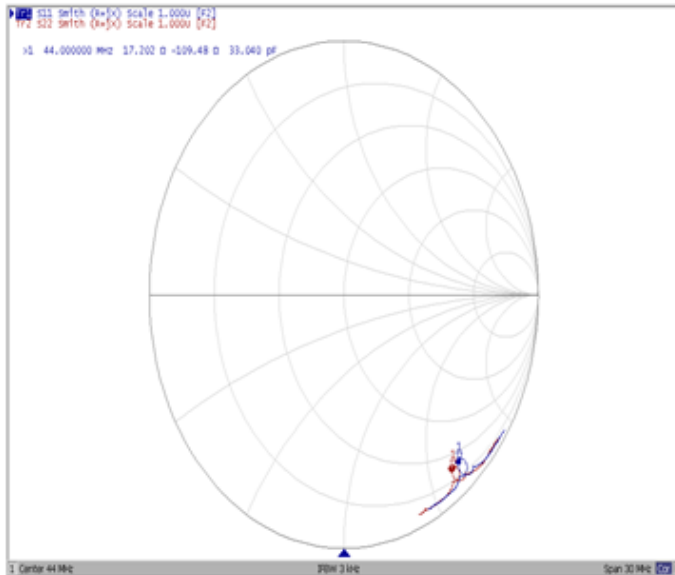 Tr1 S11 Smith (R+jX) Scale 1.000U [F2]
Tr2 S22 Smith (R+jX) Scale 1.000U [F2]
>1 44.000000 MHz 17.202 Ω -109.48 Ω 33.040 pF
1 Center 44 MHz IFBW 3 kHz Span 30 MHz Cor